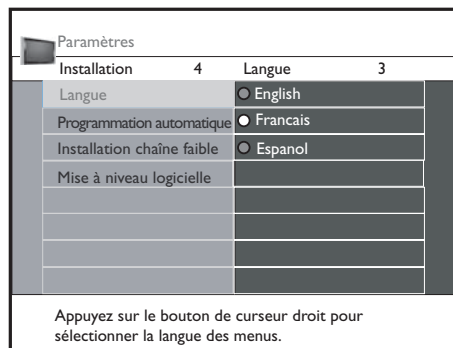 Paramètres
Installation 4 Langue 3
Langue English
Programmation automatique Francais
Installation chaîne faible Espanol
Mise à niveau logicielle
Appuyez sur le bouton de curseur droit pour
sélectionner la langue des menus.